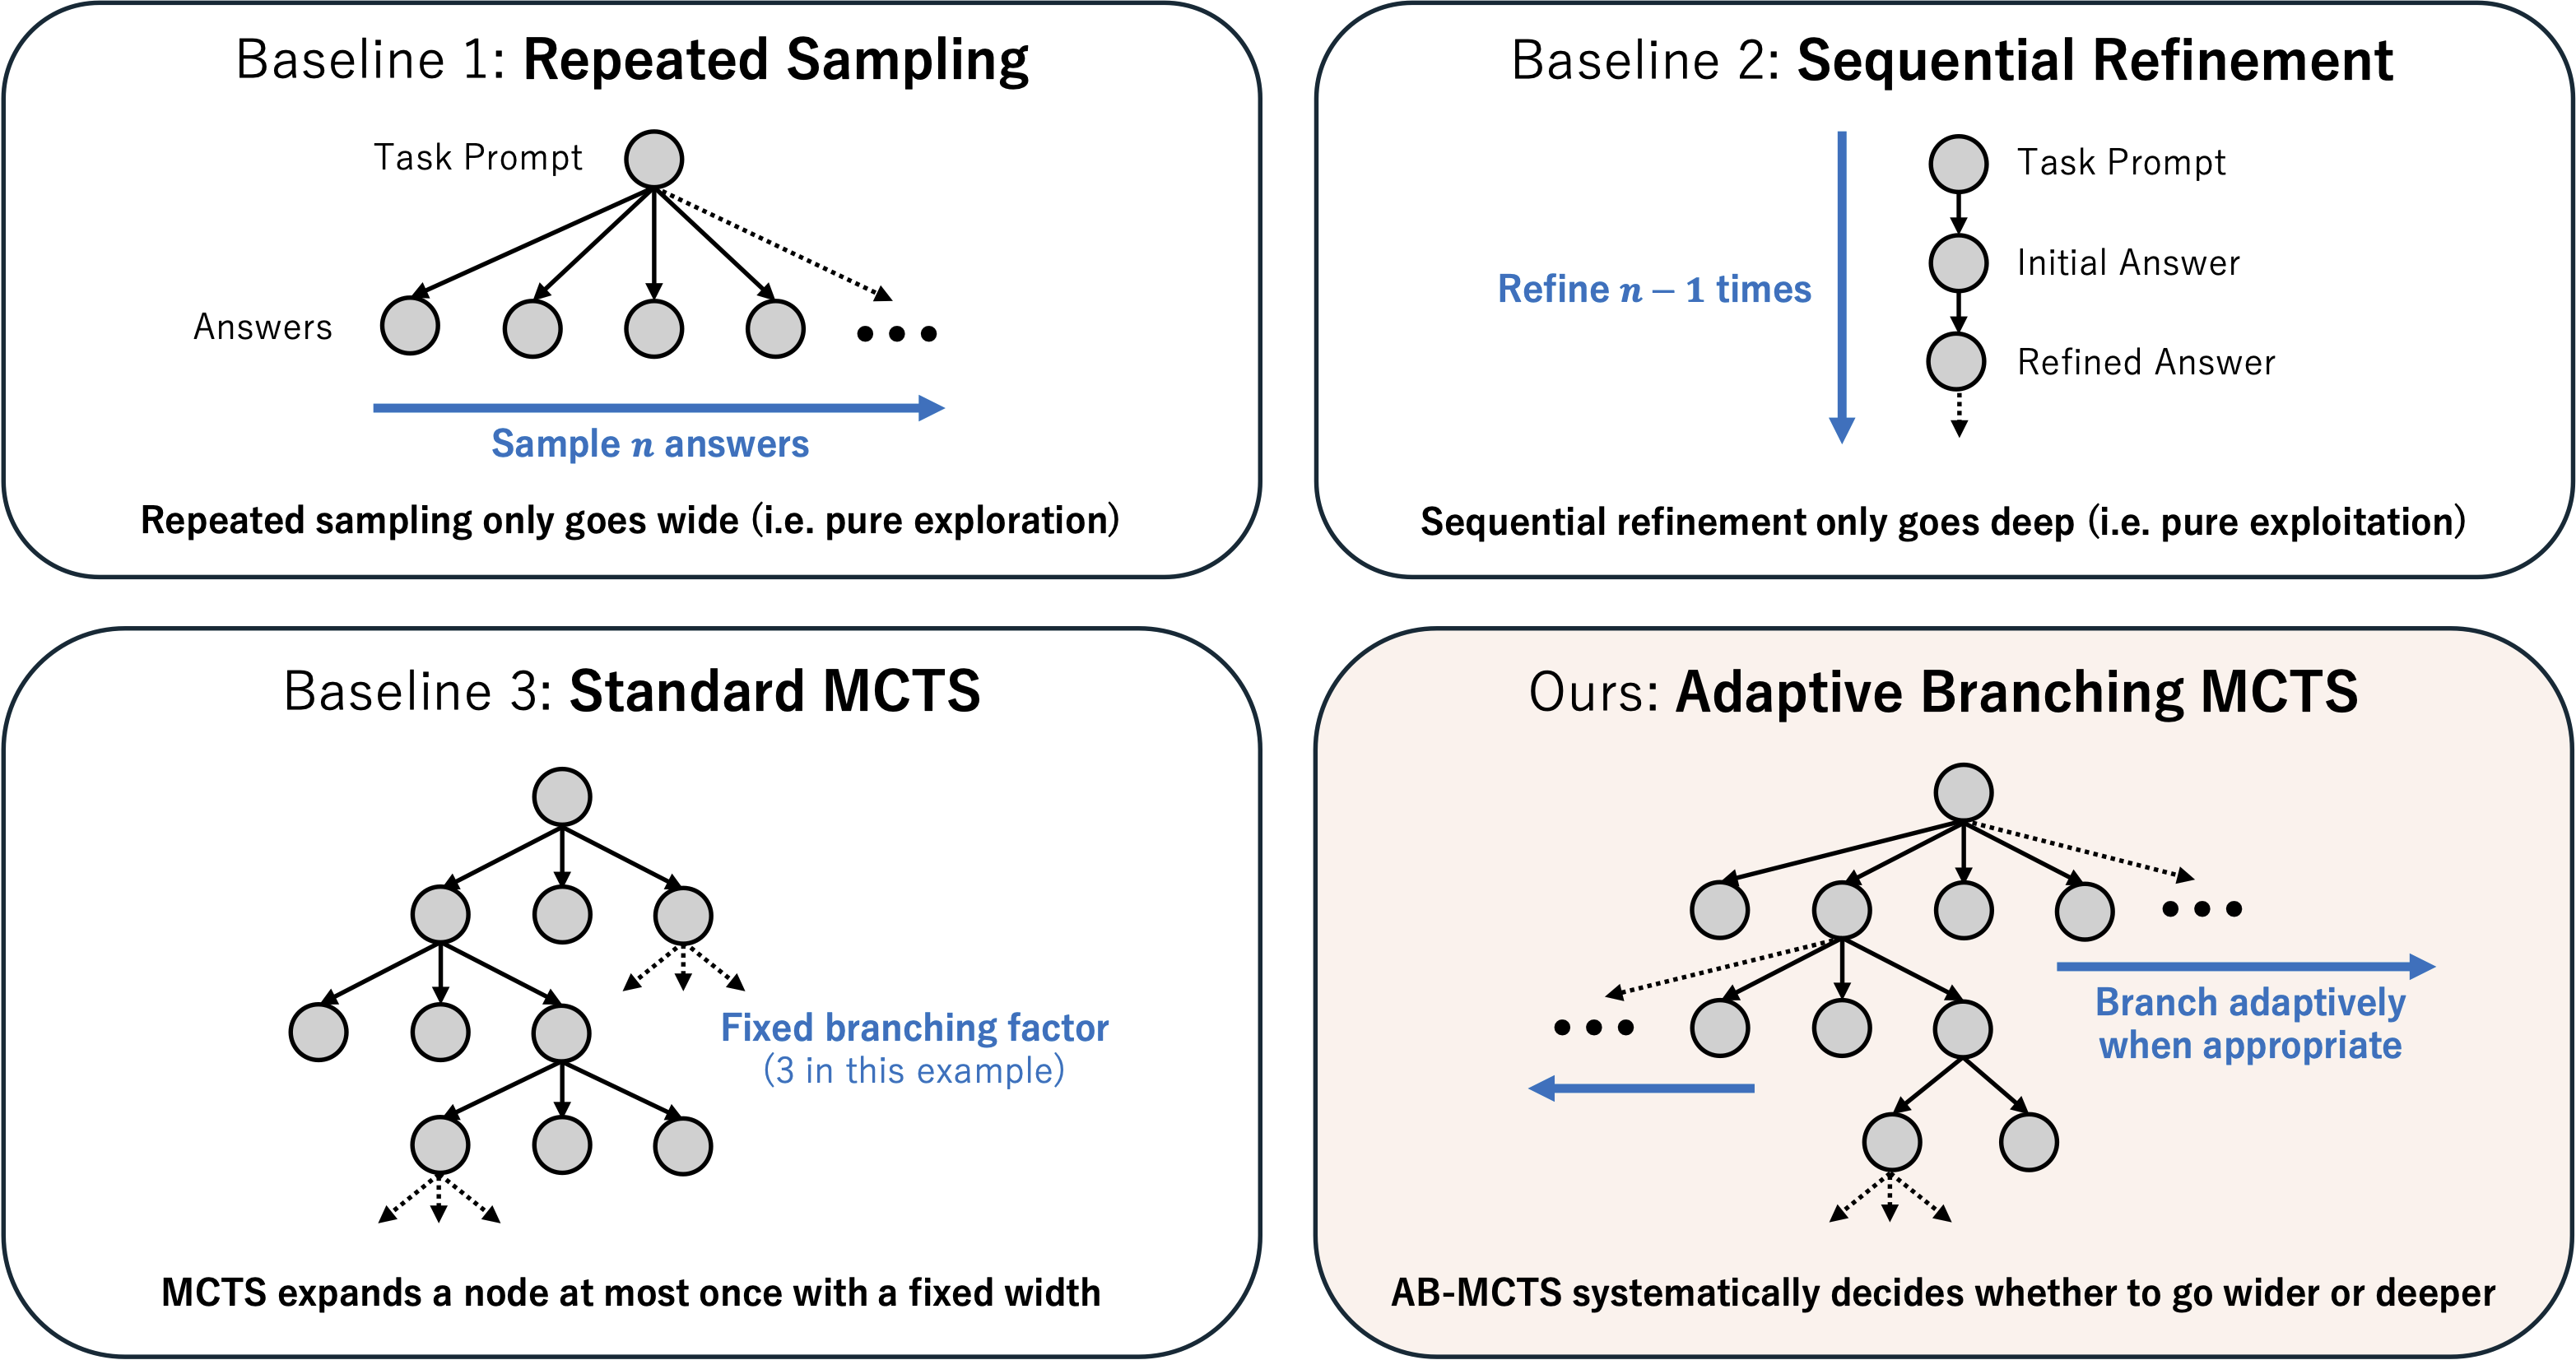 Baseline 1: Repeated Sampling
Task Prompt
Answers
Sample n answers
Repeated sampling only goes wide (i.e. pure exploration)
Baseline 2: Sequential Refinement
Task Prompt
Initial Answer
Refine n − 1 times
Refined Answer
Sequential refinement only goes deep (i.e. pure exploitation)
Baseline 3: Standard MCTS
Fixed branching factor
(3 in this example)
MCTS expands a node at most once with a fixed width
Ours: Adaptive Branching MCTS
Branch adaptively
when appropriate
AB-MCTS systematically decides whether to go wider or deeper